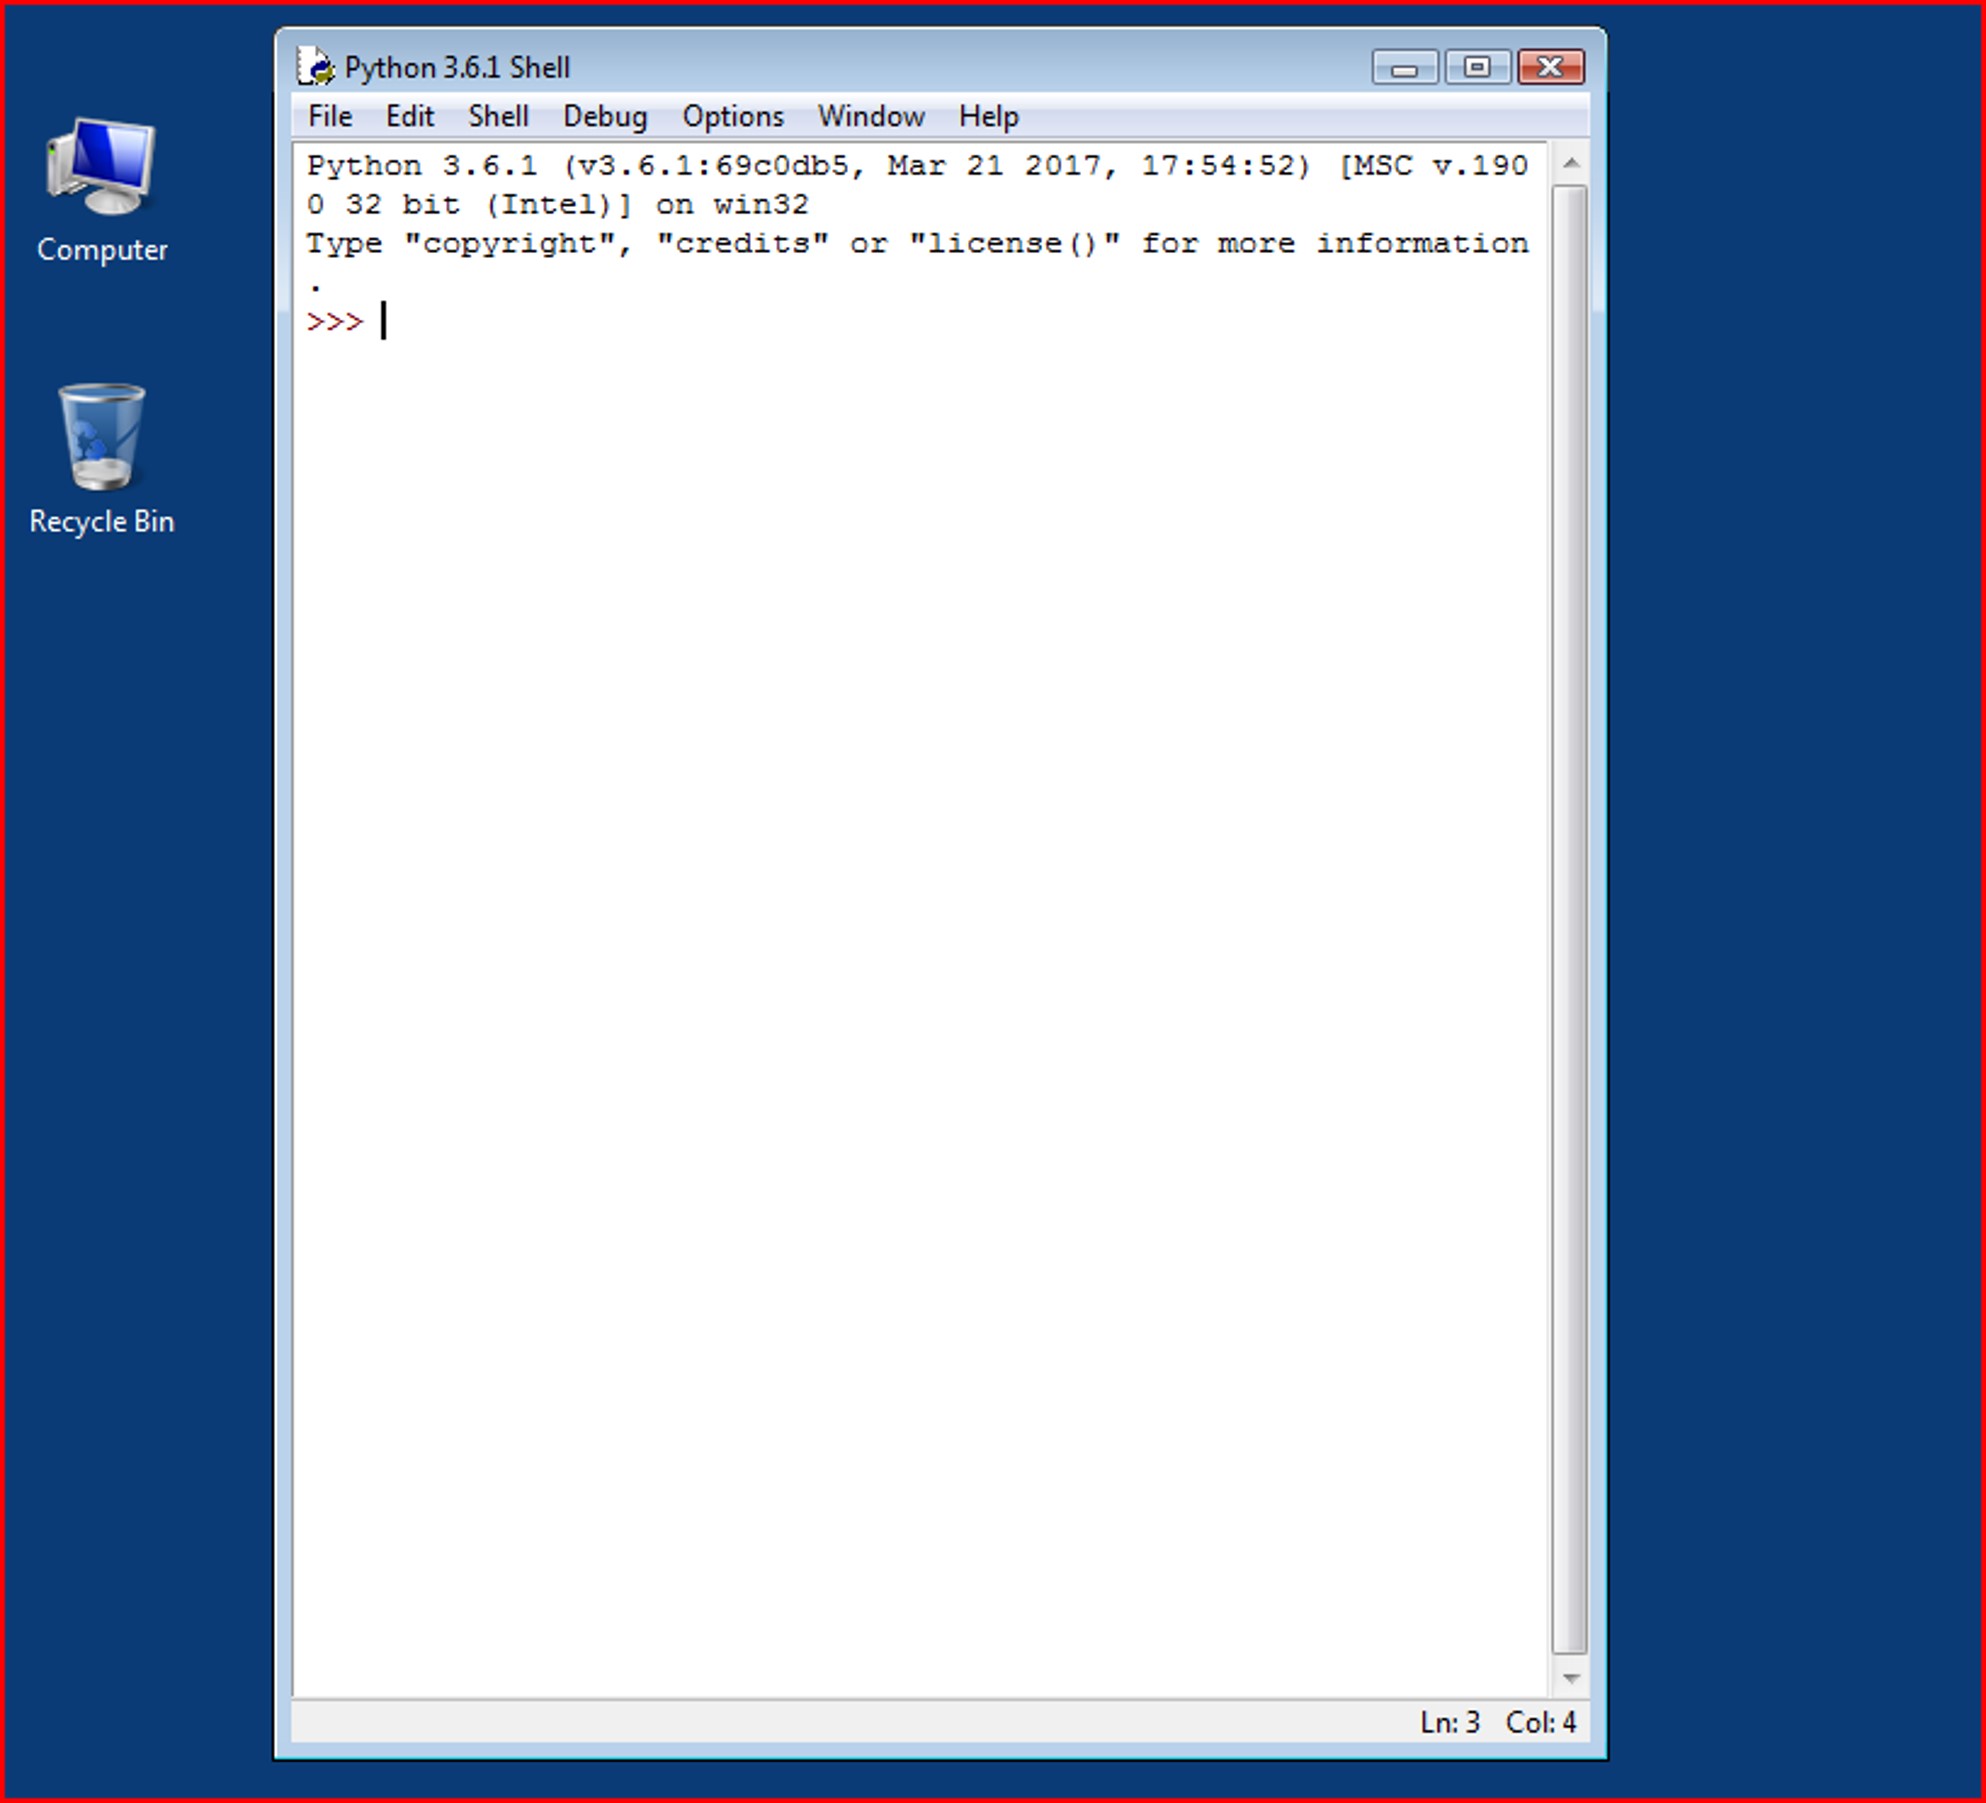 Python 3.6.1 Shell
File Edit Shell Debug Options Window Help
Python 3.6.1 (v3.6.1:69c0db5, Mar 21 2017, 17:54:52) [MSC v.190
0 32 bit (Intel)] on win32
Type "copyright", "credits" or "license()" for more information
.
>>>
Computer
Recycle Bin
Ln: 3 Col: 4